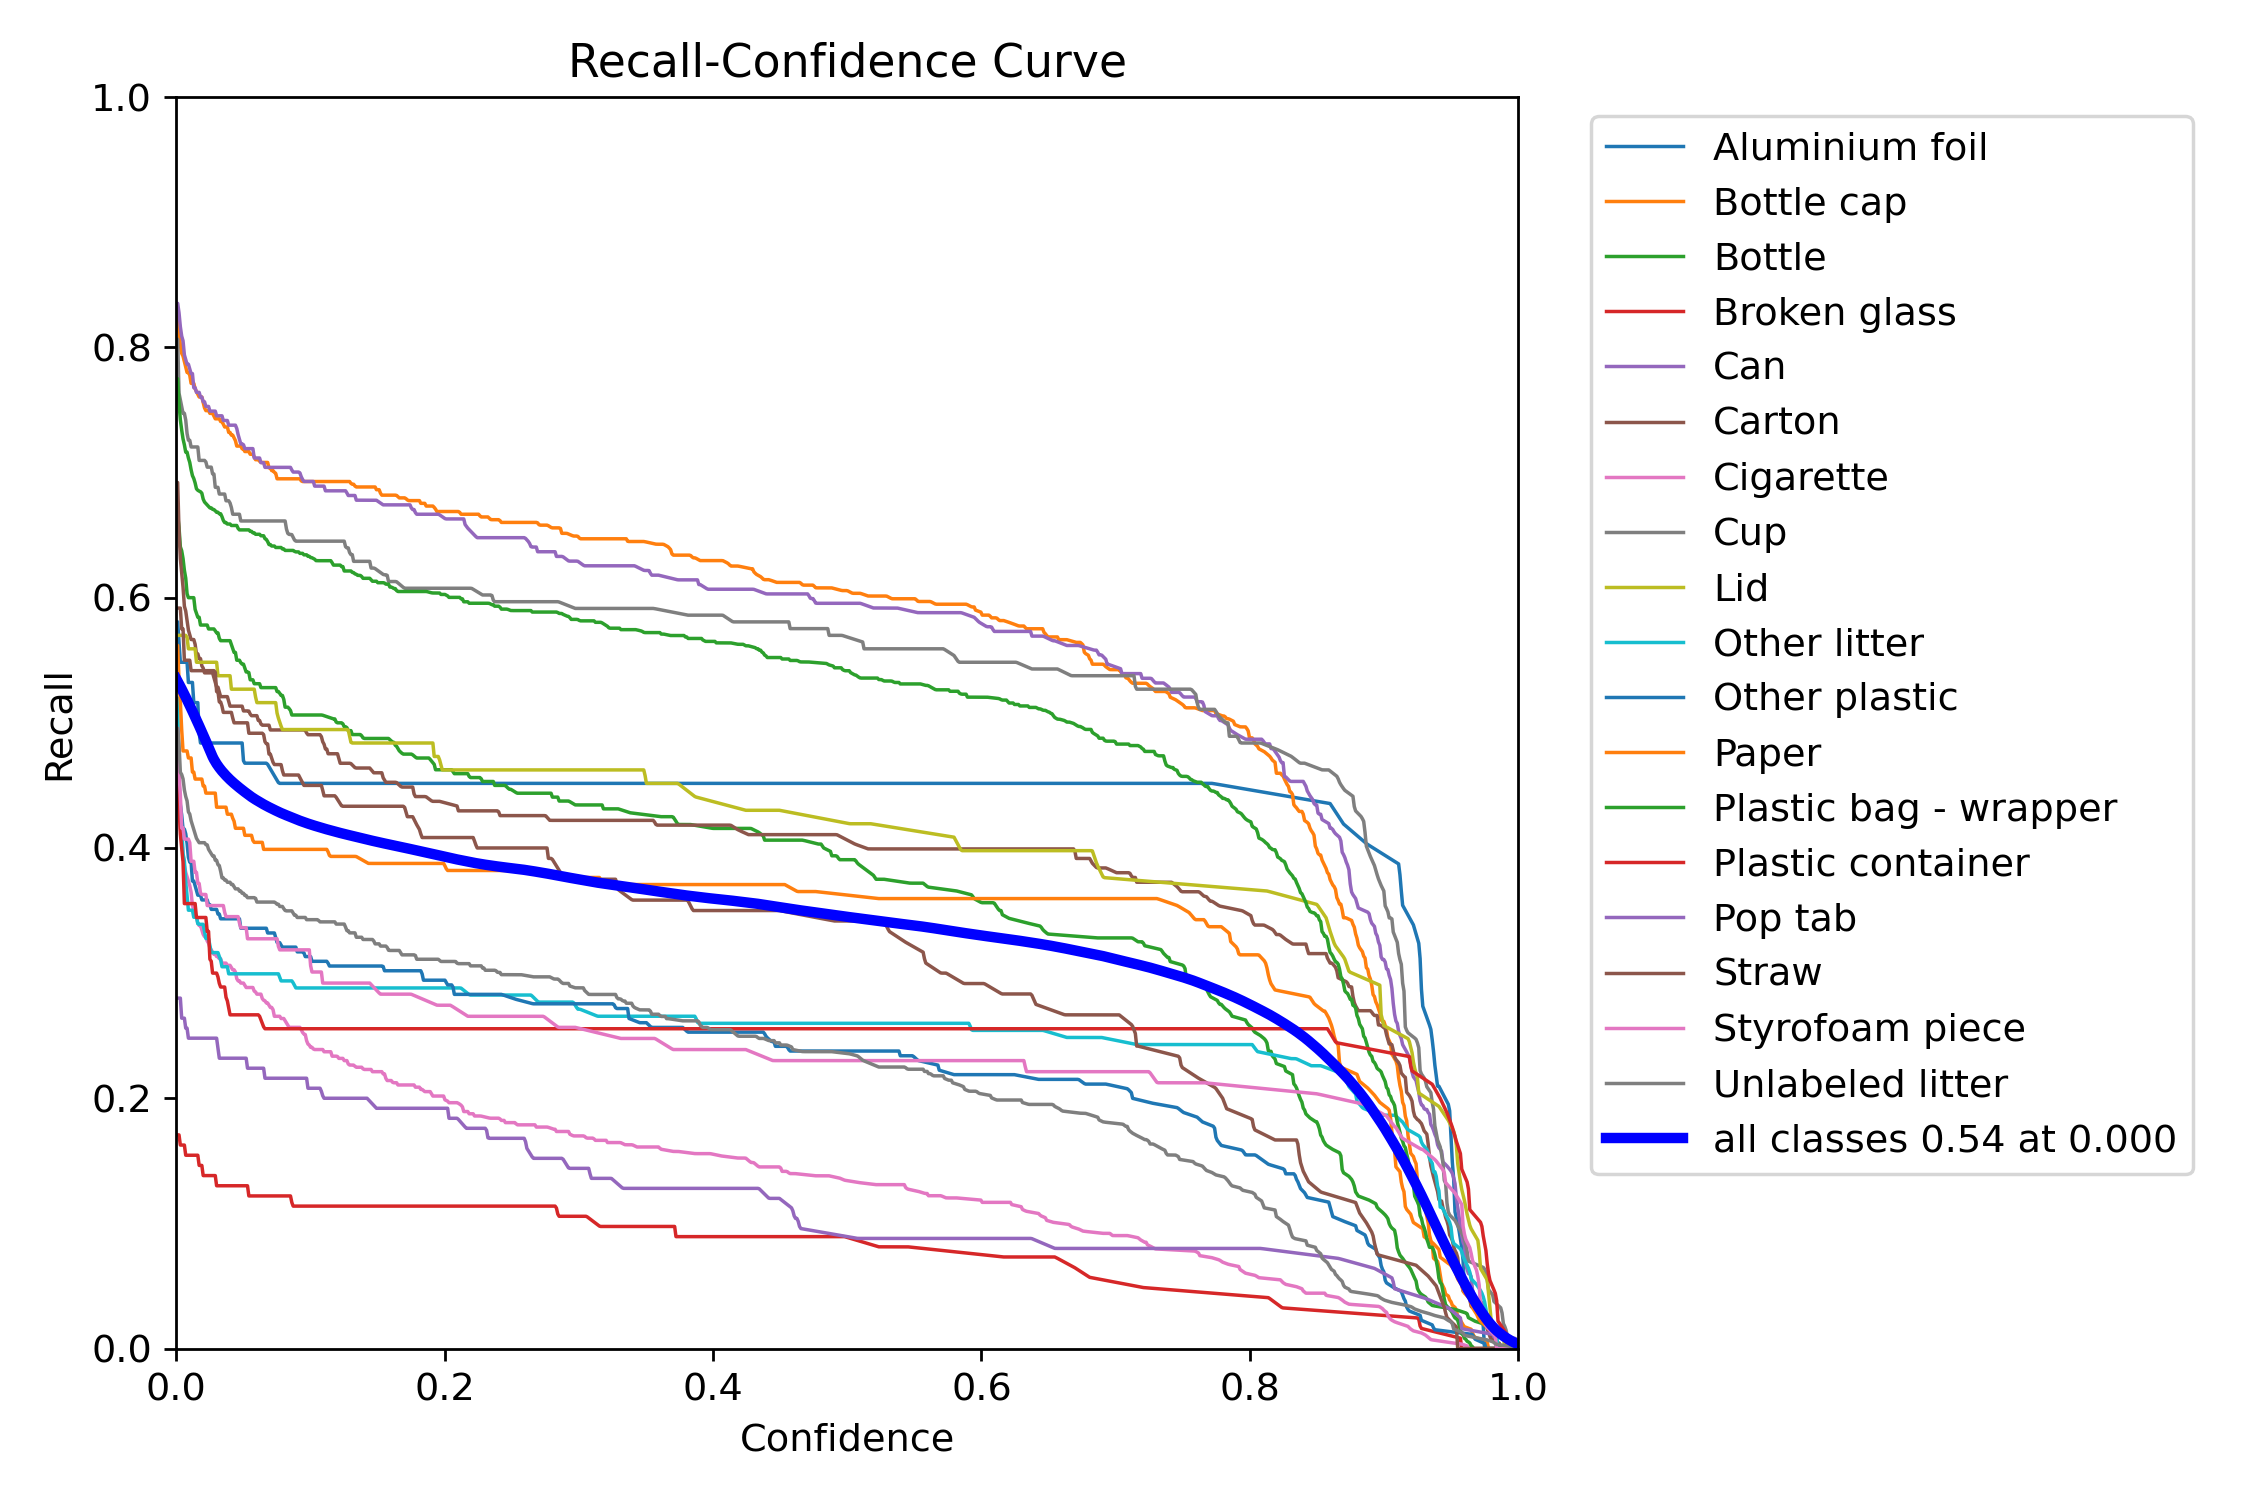 Recall-Confidence Curve
1.0
0.8
0.6
0.4
0.2
0.0
Recall
0.0 0.2 0.4 0.6 0.8 1.0
Confidence
Aluminium foil
Bottle cap
Bottle
Broken glass
Can
Carton
Cigarette
Cup
Lid
Other litter
Other plastic
Paper
Plastic bag - wrapper
Plastic container
Pop tab
Straw
Styrofoam piece
Unlabeled litter
all classes 0.54 at 0.000